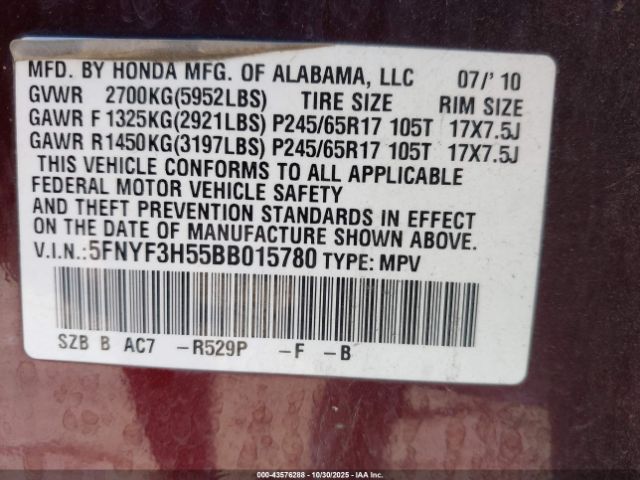 MFD. BY HONDA MFG. OF ALABAMA, LLC 07/' 10
GVWR 2700KG(5952LBS) TIRE SIZE RIM SIZE
GAWR F 1325KG(2921LBS) P245/65R17 105T 17X7.5J
GAWR R1450KG(3197LBS) P245/65R17 105T 17X7.5J
THIS VEHICLE CONFORMS TO ALL APPLICABLE
FEDERAL MOTOR VEHICLE SAFETY
AND THEFT PREVENTION STANDARDS IN EFFECT
ON THE DATE OF MANUFACTURE SHOWN ABOVE
V.I.N.:5FNYF3H55BB015780 TYPE: MPV
SZB B AC7 -R529P -F -B
000-43576288 - 10/30/2025 - IAA Inc.